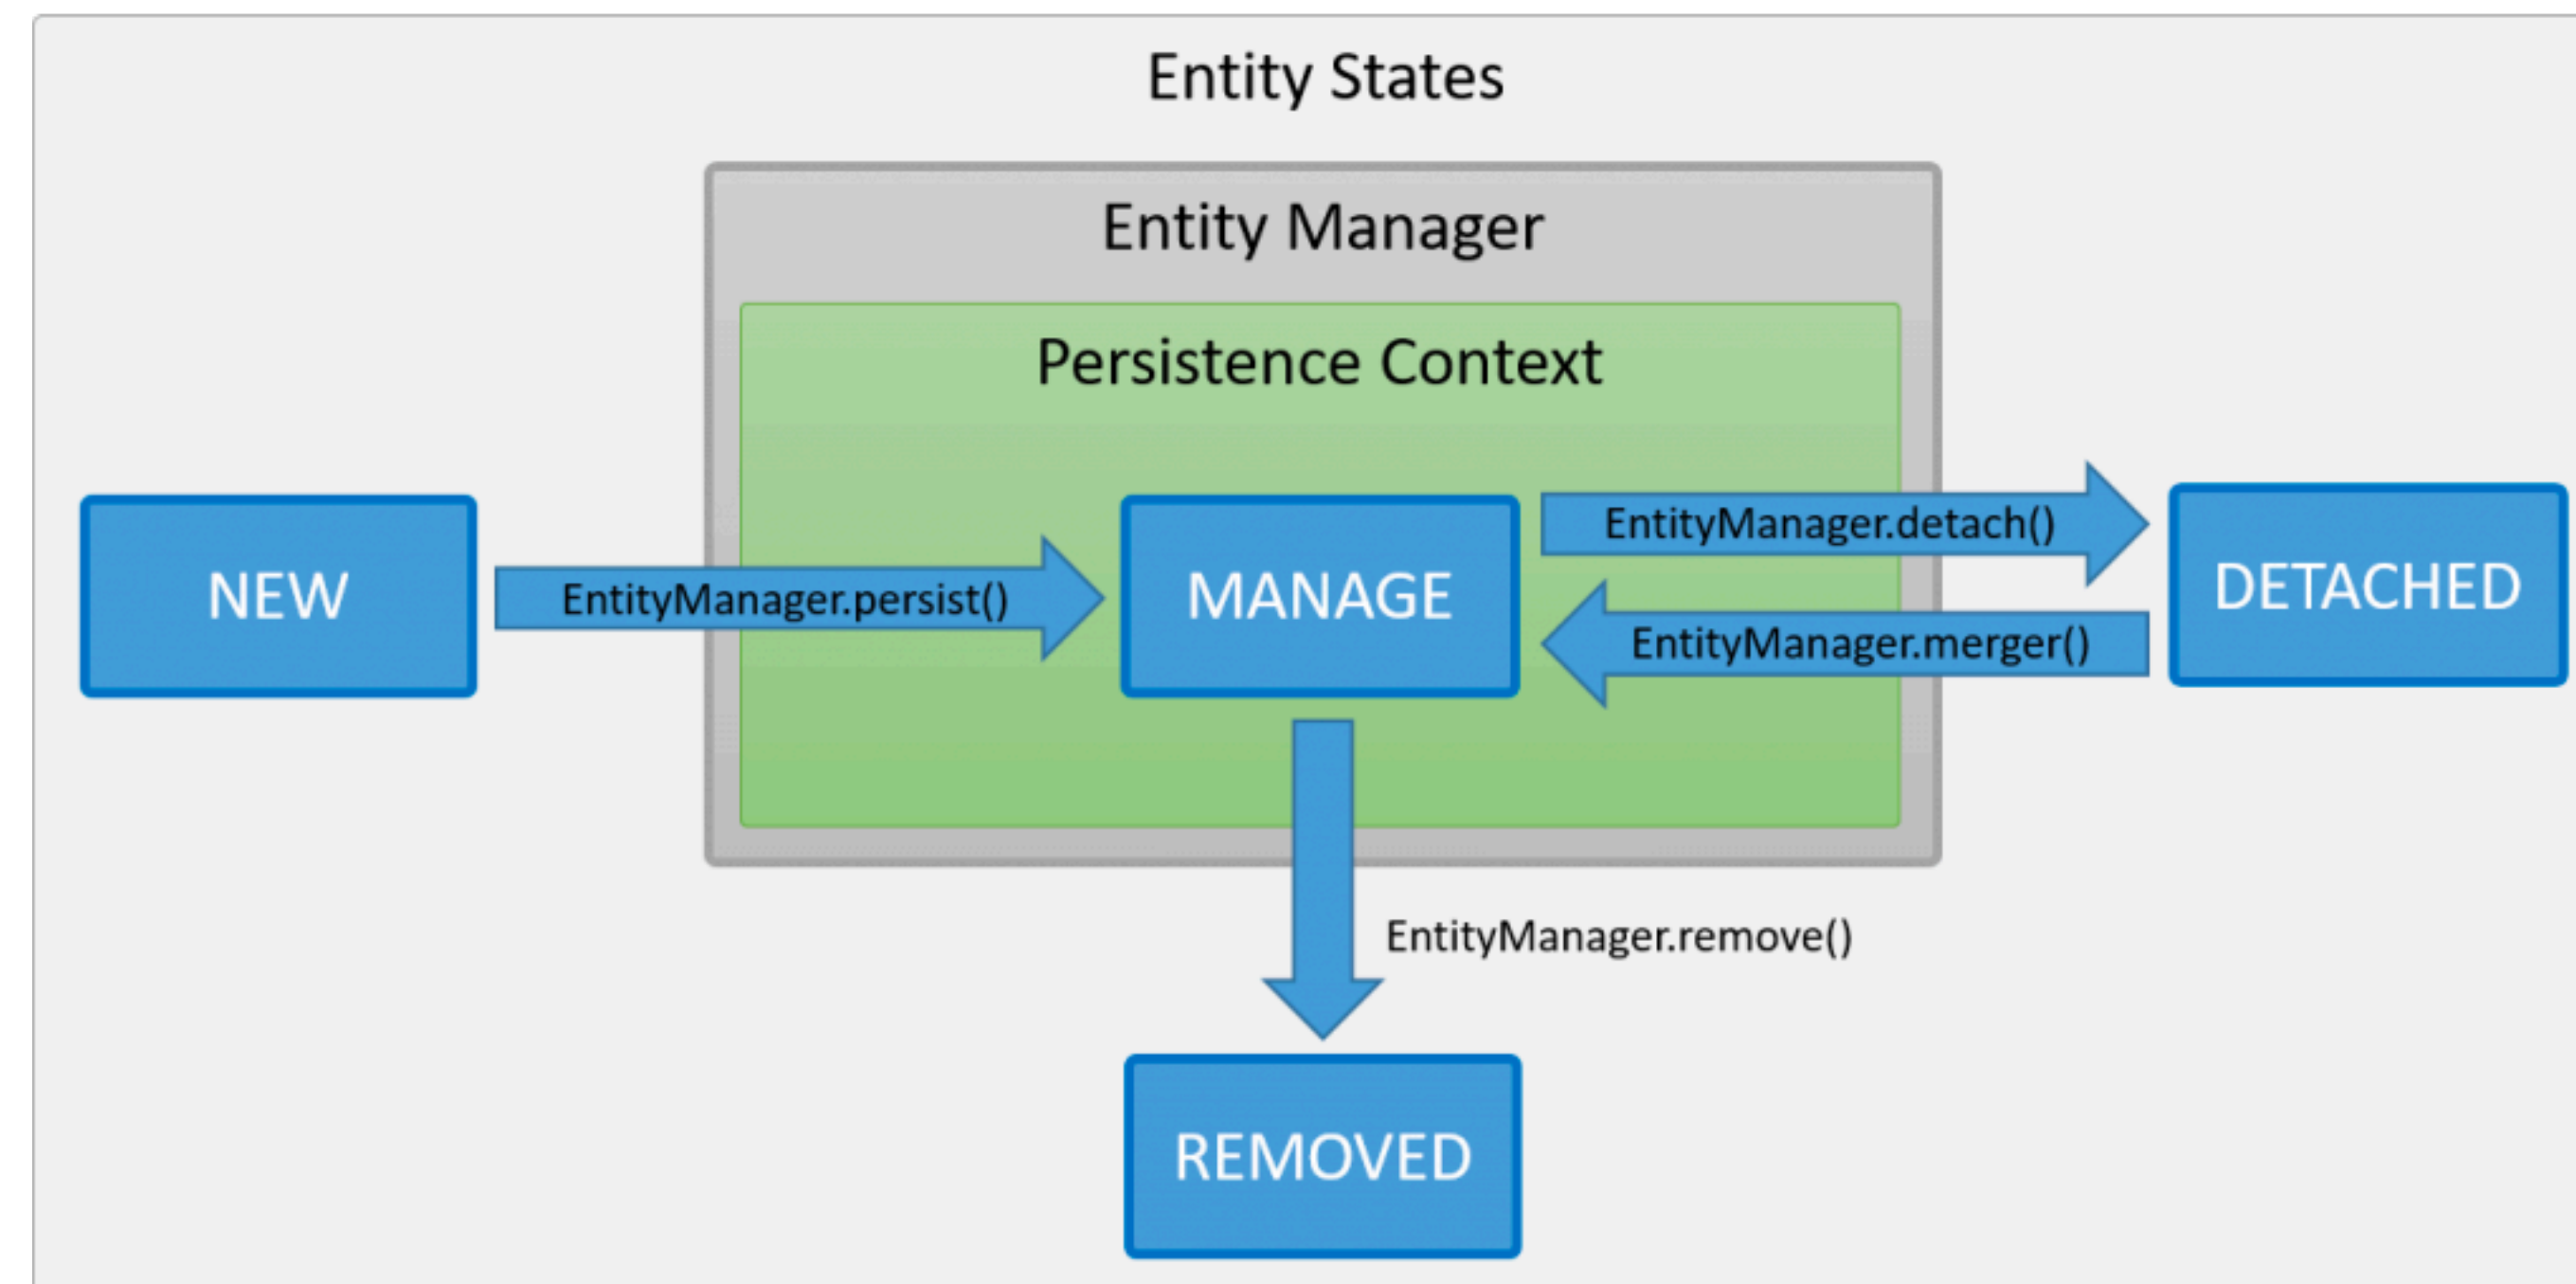 Entity States
Entity Manager
Persistence Context
NEW
EntityManager.persist()
MANAGE
EntityManager.detach()
EntityManager.merger()
DETACHED
EntityManager.remove()
REMOVED